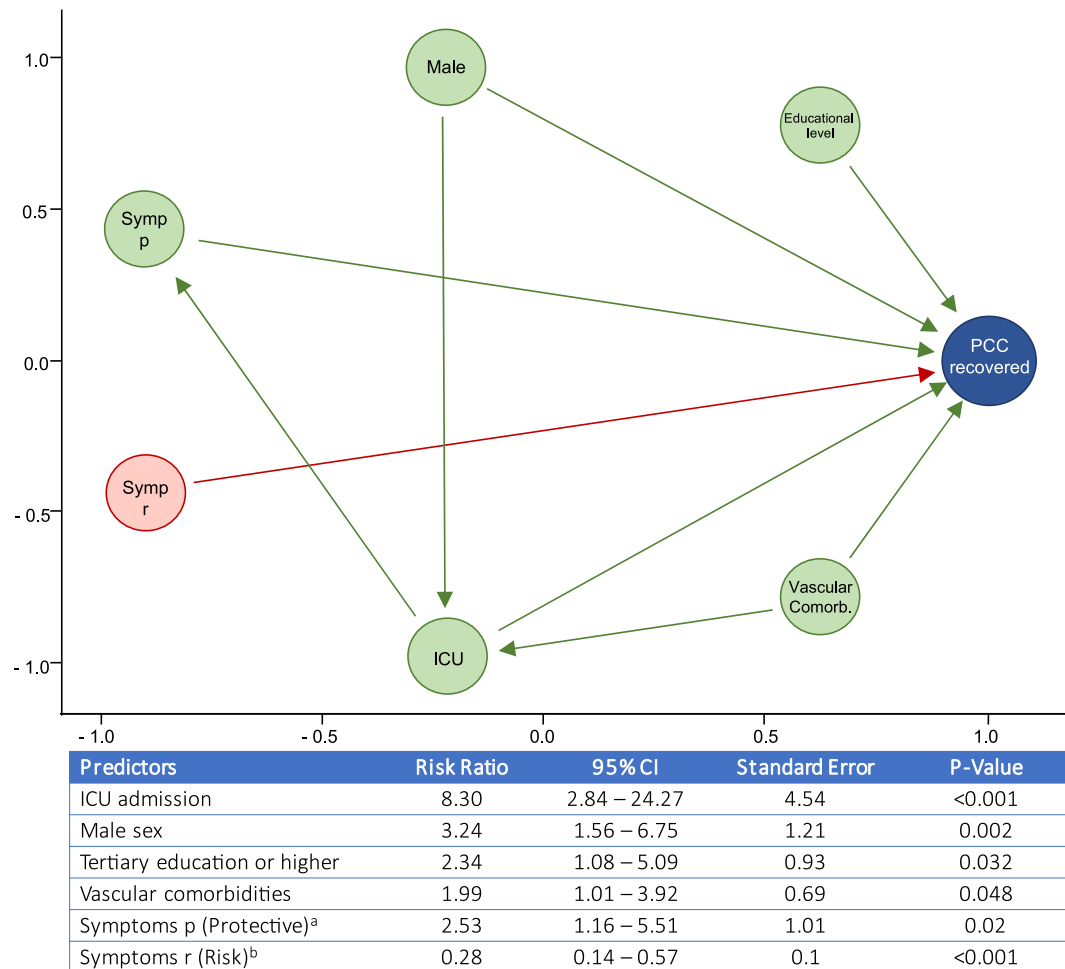 1.0
Male
Educational
level
0.5
Symp
p
0.0
PCC
recovered
Symp
r
- 0.5
Vascular
Comorb.
ICU
- 1.0
- 1.0 - 0.5 0.0 0.5 1.0
Predictors Risk Ratio 95% CI Standard Error P-Value
ICU admission 8.30 2.84 – 24.27 4.54 <0.001
Male sex 3.24 1.56 – 6.75 1.21 0.002
Tertiary education or higher 2.34 1.08 – 5.09 0.93 0.032
Vascular comorbidities 1.99 1.01 – 3.92 0.69 0.048
Symptoms p (Protective)ᵃ 2.53 1.16 – 5.51 1.01 0.02
Symptoms r (Risk)ᵇ 0.28 0.14 – 0.57 0.1 <0.001